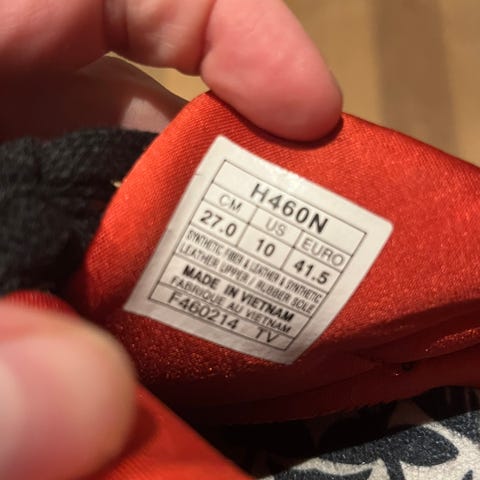 H460N
CM US EURO
27.0 10 41.5
SYNTHETIC FIBER & LEATHER & SYNTHETIC
LEATHER UPPER / RUBBER SOLE
MADE IN VIETNAM
FABRIQUE AU VIETNAM
F460214 TV